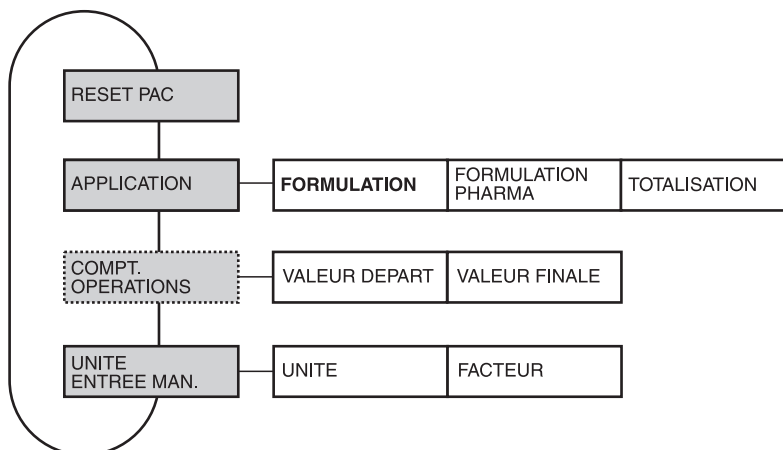 RESET PAC
APPLICATION
FORMULATION
FORMULATION
PHARMA
TOTALISATION
COMPT.
OPERATIONS
VALEUR DEPART
VALEUR FINALE
UNITE
ENTREE MAN.
UNITE
FACTEUR